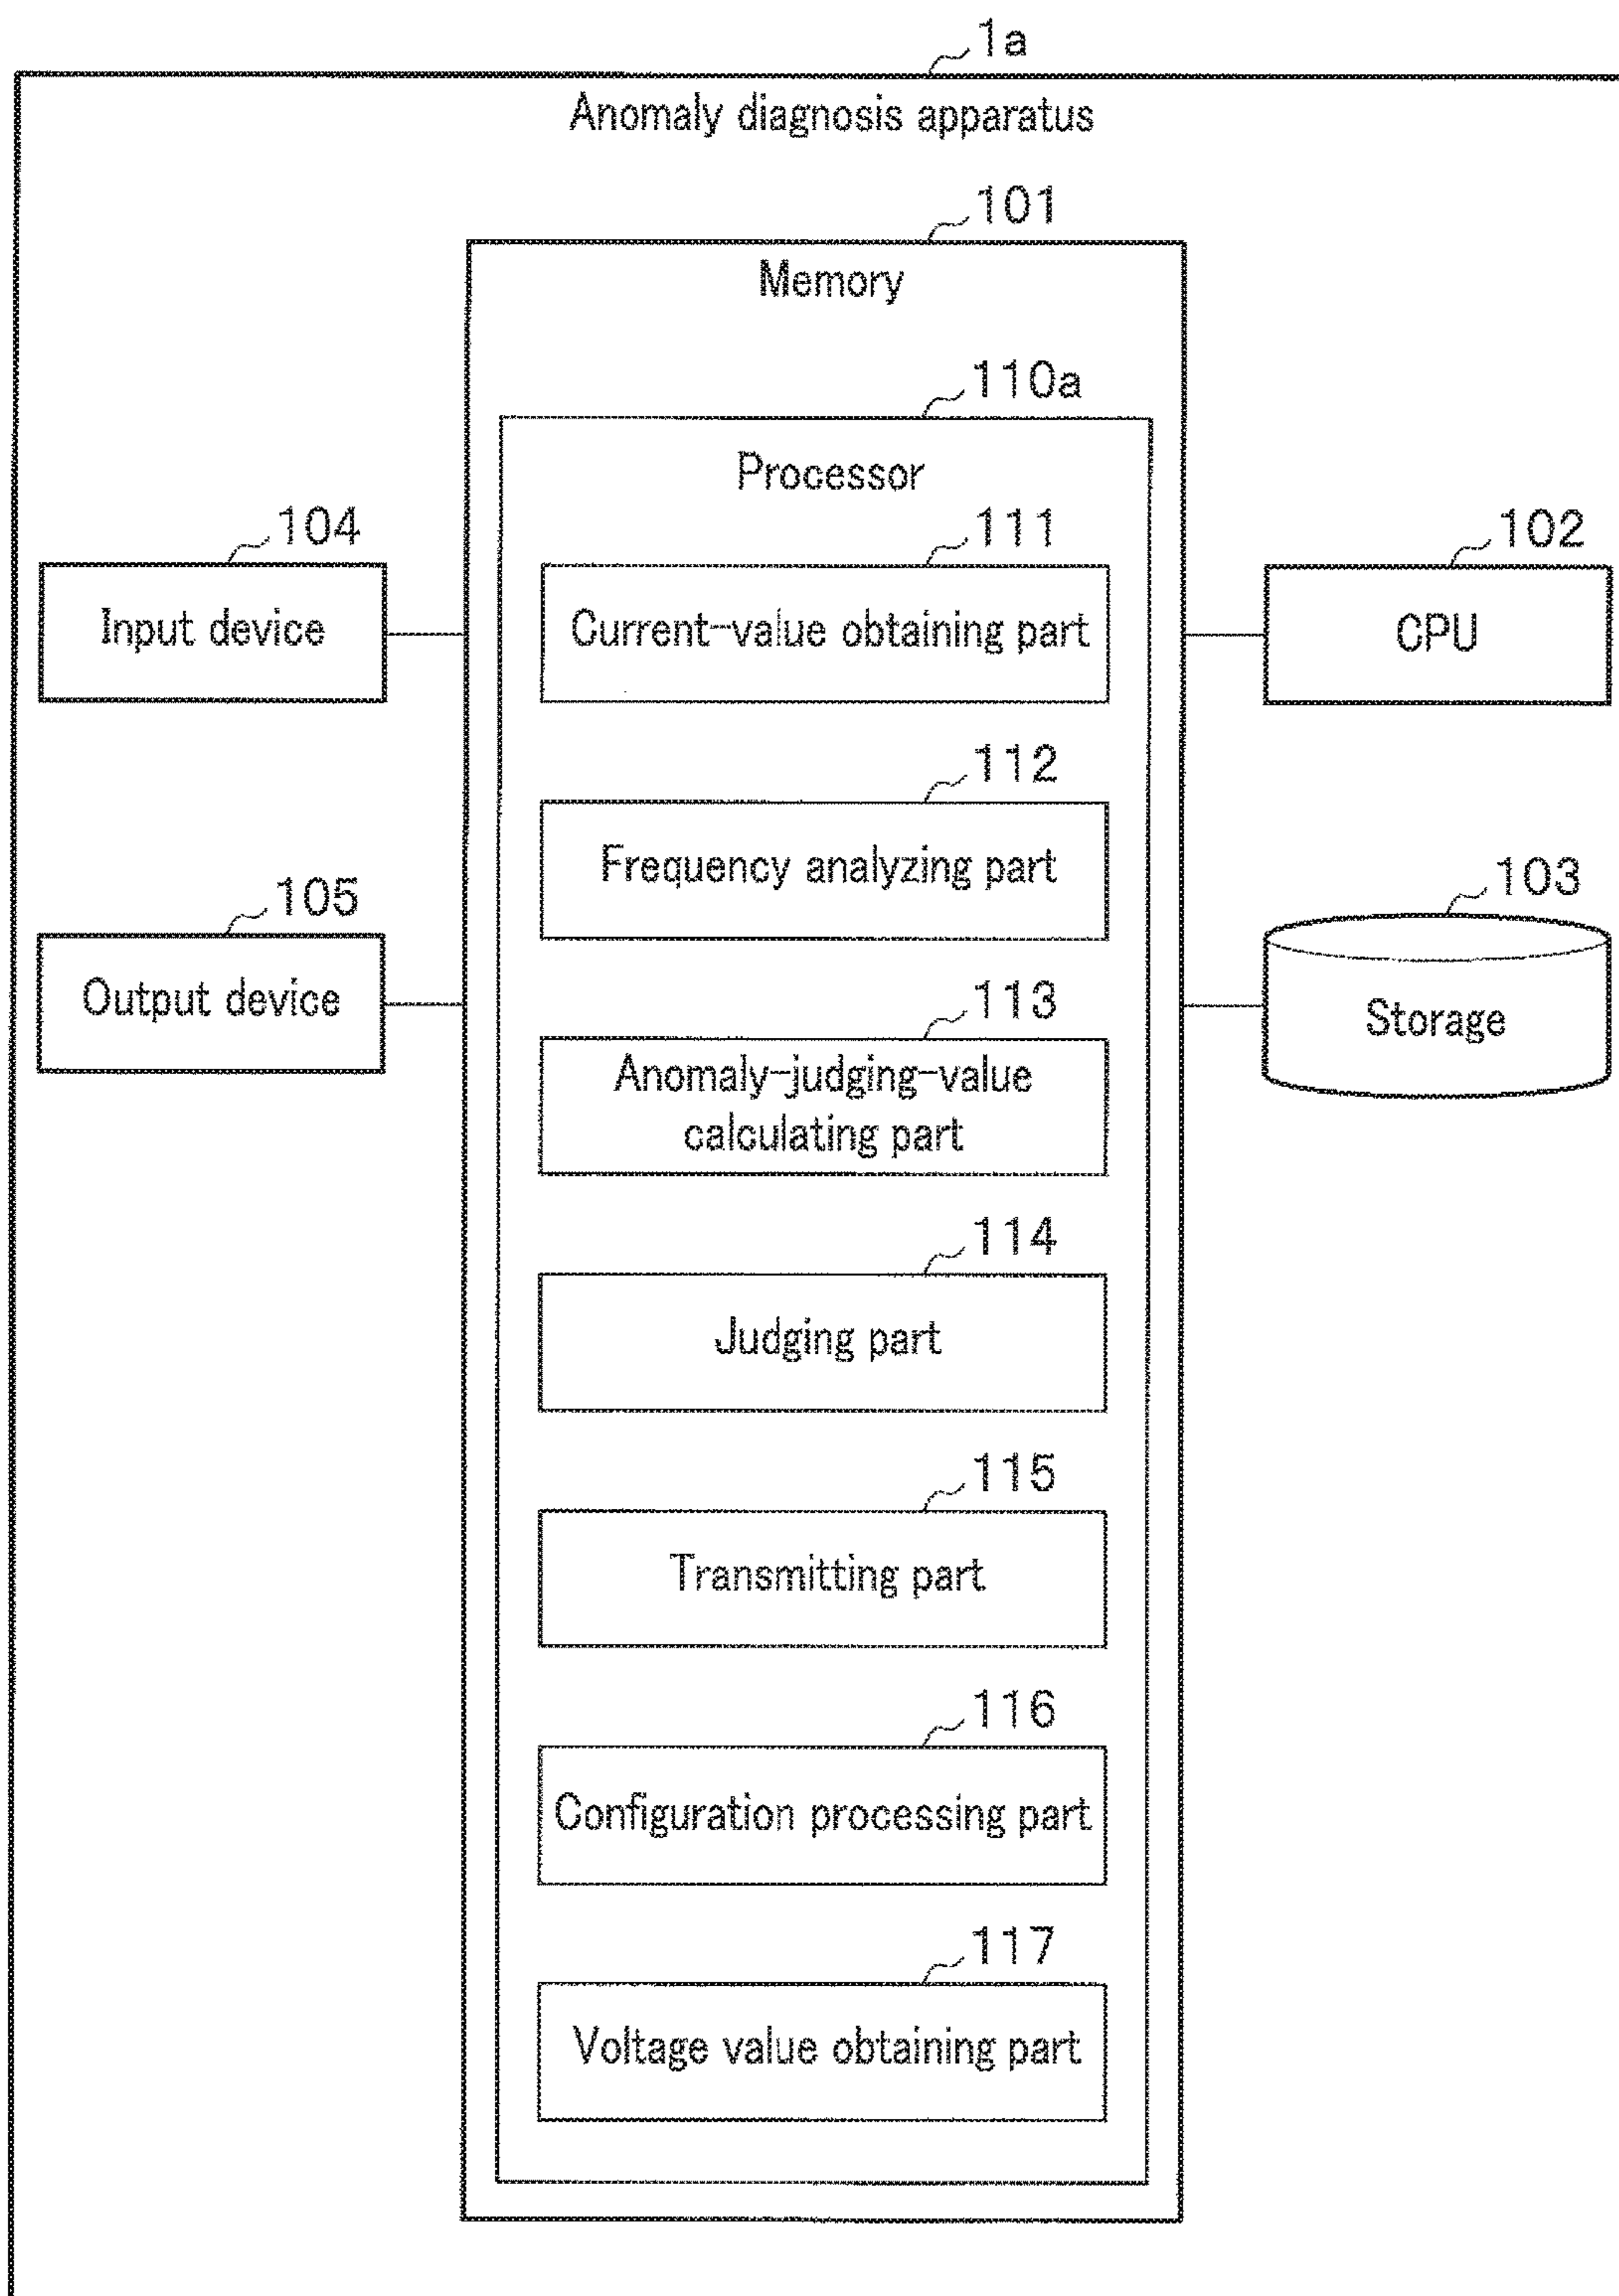 1a
Anomaly diagnosis apparatus
101
Memory
110a
Processor
104
Input device
111
Current-value obtaining part
102
CPU
112
Frequency analyzing part
105
Output device
103
Storage
113
Anomaly-judging-value
calculating part
114
Judging part
115
Transmitting part
116
Configuration processing part
117
Voltage value obtaining part